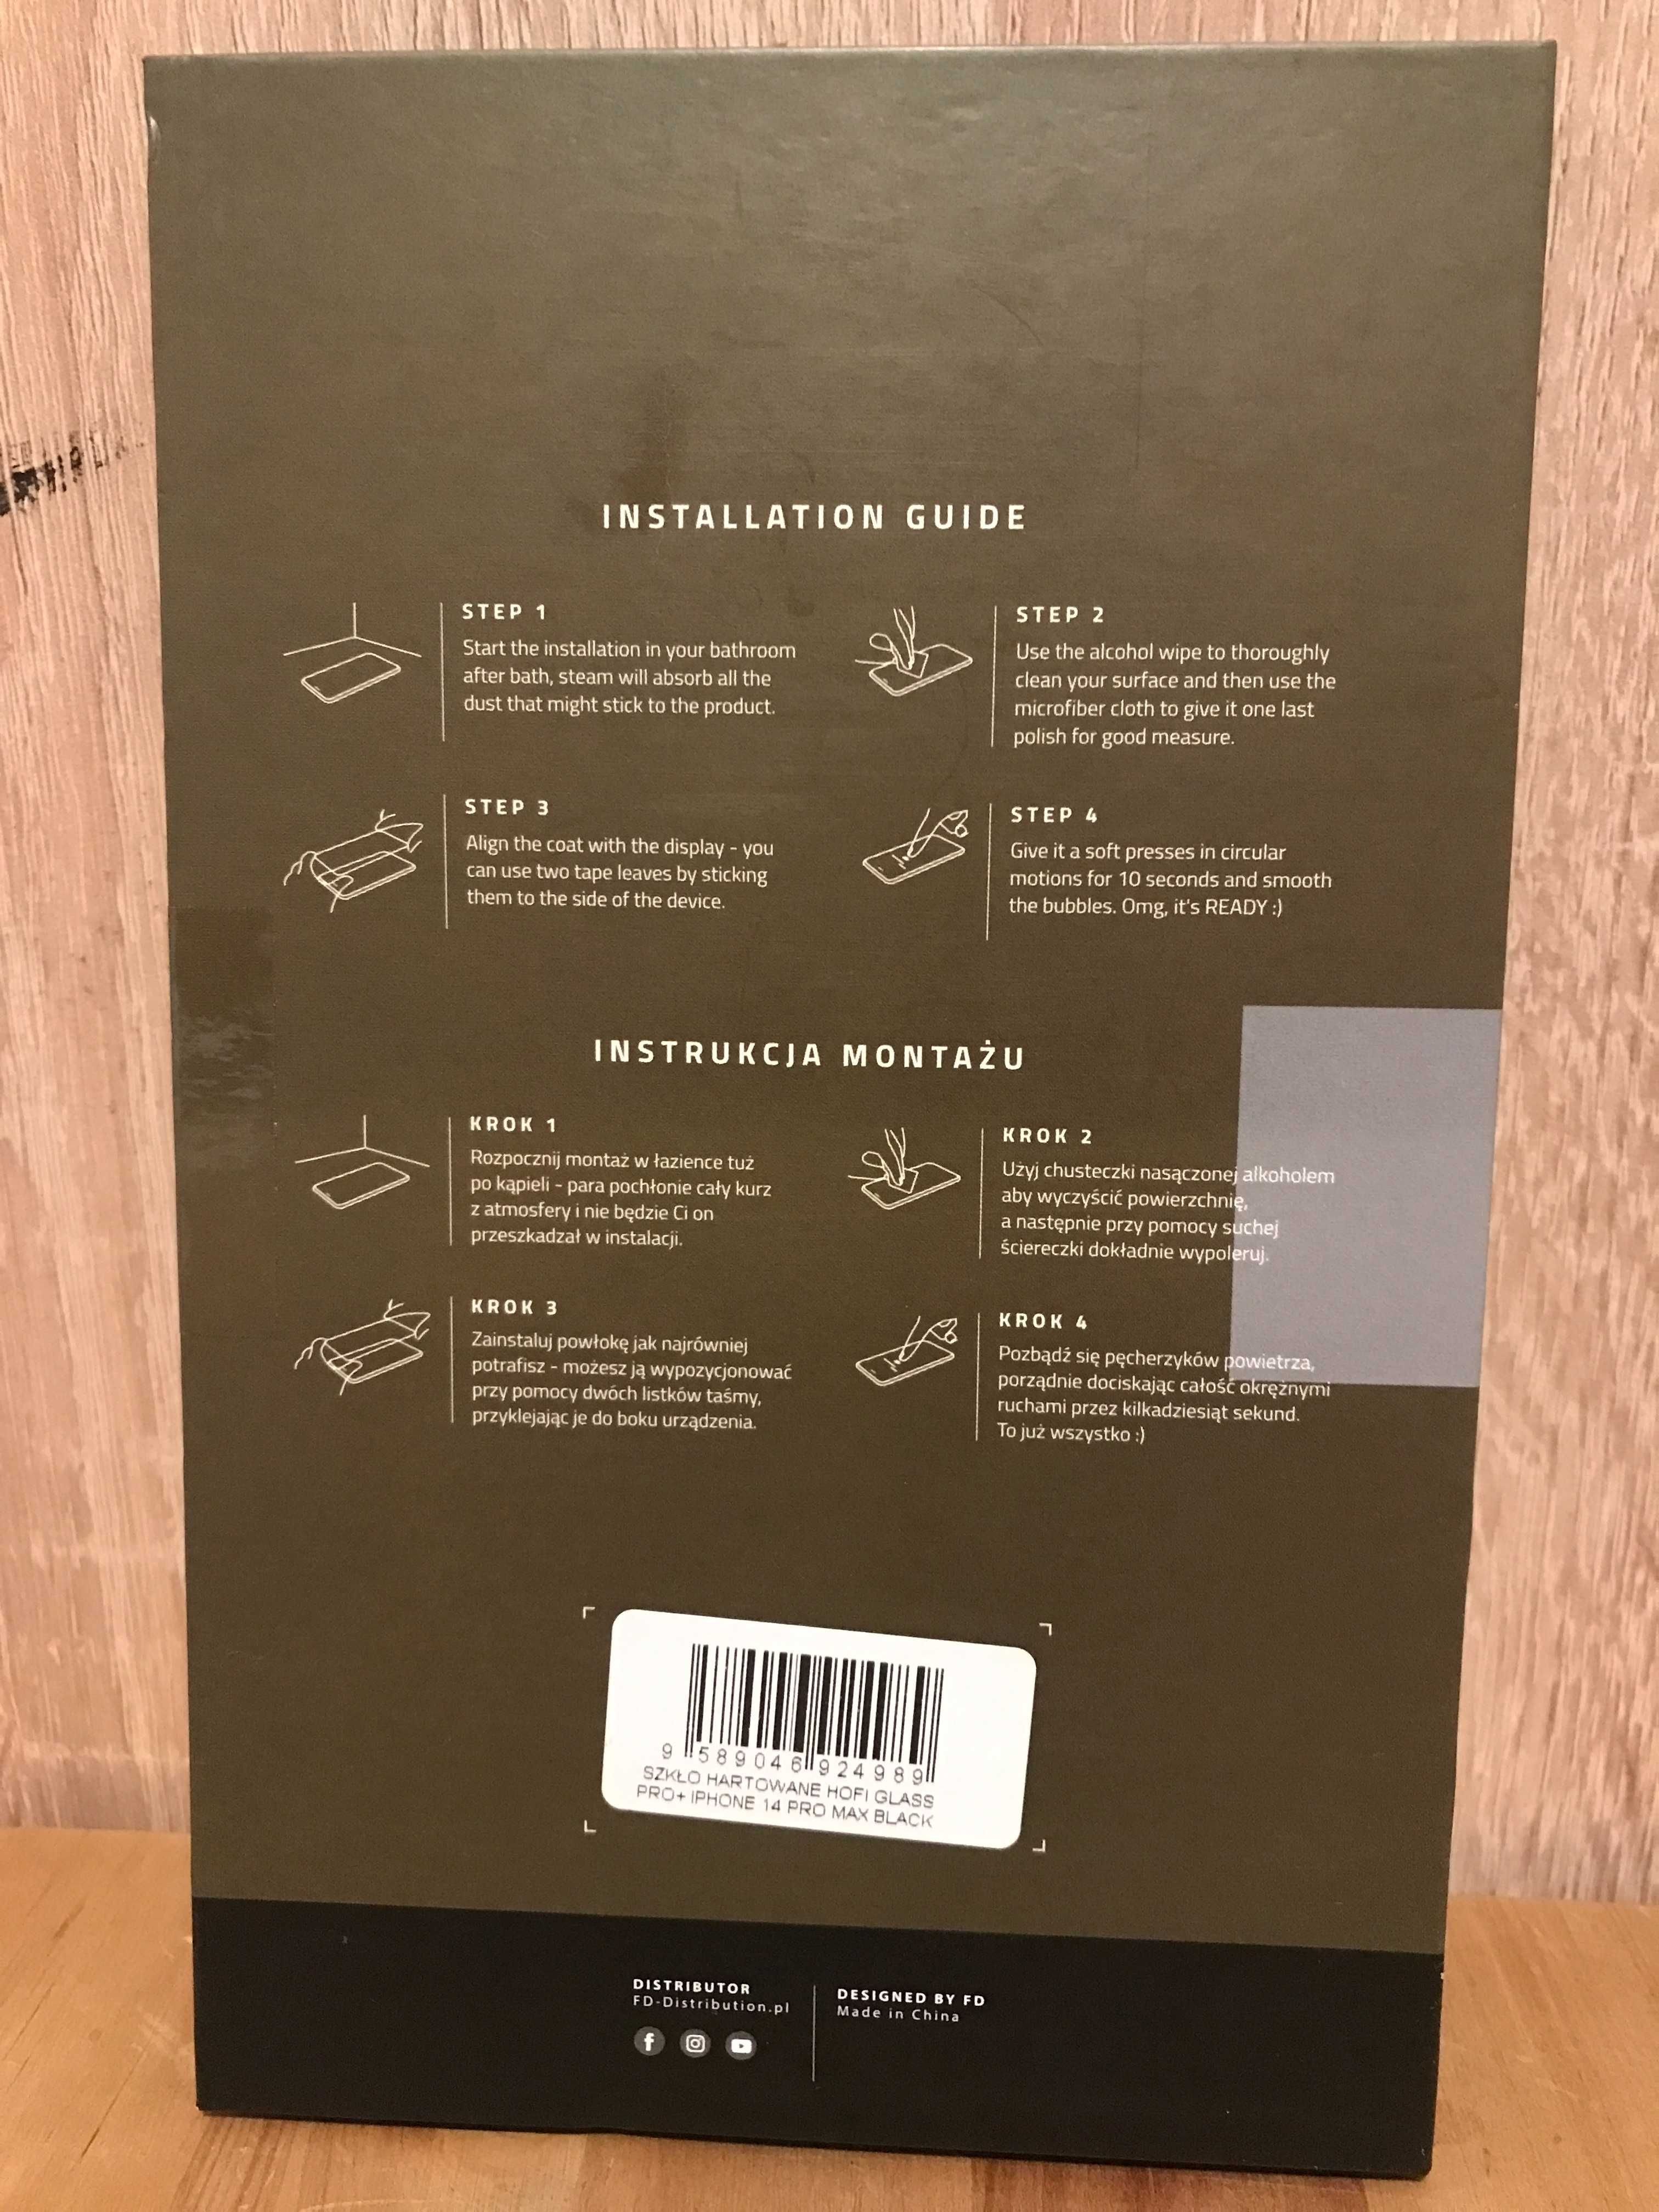 INSTALLATION GUIDE
STEP 1
Start the installation in your bathroom
after bath, steam will absorb all the
dust that might stick to the product.
STEP 2
Use the alcohol wipe to thoroughly
clean your surface and then use the
microfiber cloth to give it one last
polish for good measure.
STEP 3
Align the coat with the display - you
can use two tape leaves by sticking
them to the side of the device.
STEP 4
Give it a soft presses in circular
motions for 10 seconds and smooth
the bubbles. Omg, it's READY :)
INSTRUKCJA MONTAŻU
KROK 1
Rozpocznij montaż w łazience tuż
po kąpieli - para pochłonie cały kurz
z atmosfery i nie będzie Ci on
przeszkadzał w instalacji.
KROK 2
Użyj chusteczki nasączonej alkoholem
aby wyczyścić powierzchnię,
a następnie przy pomocy suchej
ściereczki dokładnie wypoleruj.
KROK 3
Zainstaluj powłokę jak najrówniej
potrafisz - możesz ją wypozycjonować
przy pomocy dwóch listków taśmy,
przyklejając je do boku urządzenia.
KROK 4
Pozbądź się pęcherzyków powietrza,
porządnie dociskając całość okrężnymi
ruchami przez kilkadziesiąt sekund.
To już wszystko :)
9 589046 924989
SZKŁO HARTOWANE HOFI GLASS
PRO+ IPHONE 14 PRO MAX BLACK
DISTRIBUTOR
FD-Distribution.pl
DESIGNED BY FD
Made in China